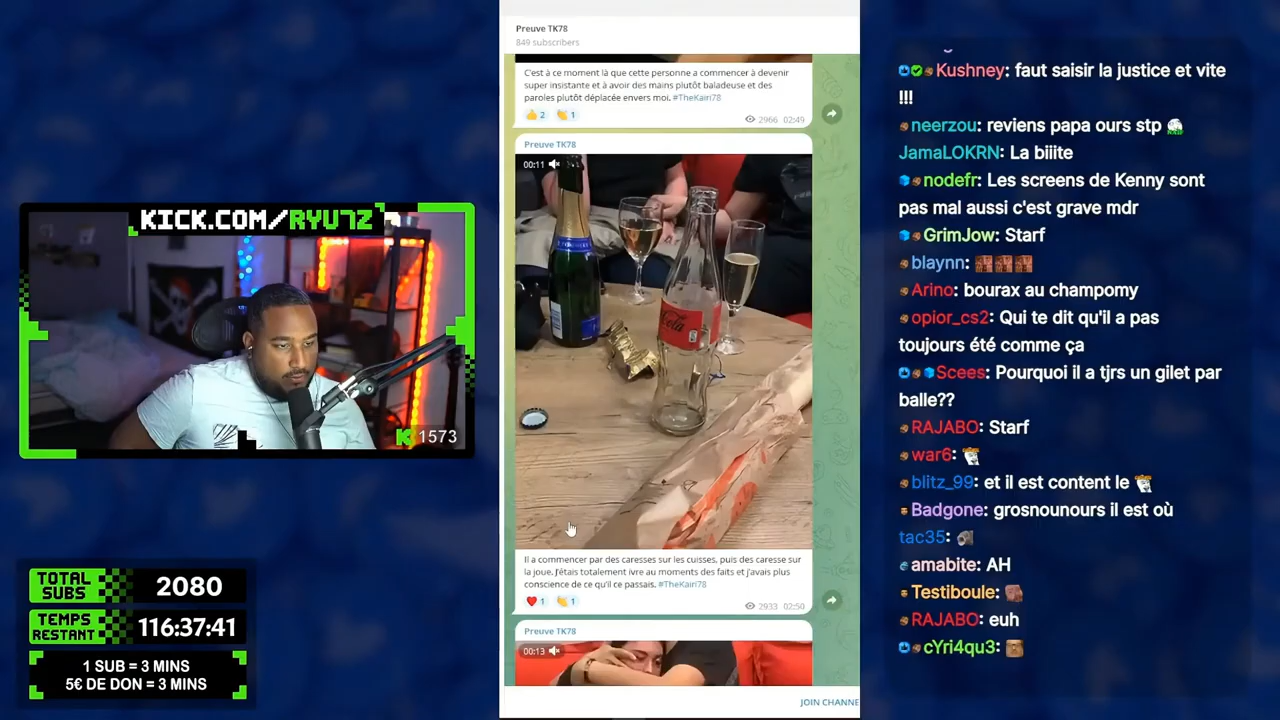 KICK.COM/RYU7Z
1573
TOTAL
SUBS
2080
TEMPS
RESTANT
116:37:41
1 SUB = 3 MINS
5€ DE DON = 3 MINS
Preuve TK78
849 subscribers
C'est à ce moment là que cette personne a commencer à devenir
super insistante et à avoir des mains plutôt baladeuse et des
paroles plutôt déplacée envers moi. #TheKairi78
2
1
2966 02:49
Preuve TK78
00:11
Cola
Il a commencer par des caresses sur les cuisses, puis des caresse sur
la joue. J'étais totalement ivre au moments des faits et j'avais plus
conscience de ce qu'il ce passais. #TheKairi78
1
1
2933 02:50
Preuve TK78
00:13
JOIN CHANNE
Kushney: faut saisir la justice et vite
!!!
neerzou: reviens papa ours stp
JamaLOKRN: La biiite
nodefr: Les screens de Kenny sont
pas mal aussi c'est grave mdr
GrimJow: Starf
blaynn:
Arino: bourax au champomy
opior_cs2: Qui te dit qu'il a pas
toujours été comme ça
Scees: Pourquoi il a tjrs un gilet par
balle??
RAJABO: Starf
war6:
blitz_99: et il est content le
Badgone: grosnounours il est où
tac35:
amabite: AH
Testiboule:
RAJABO: euh
cYri4qu3: